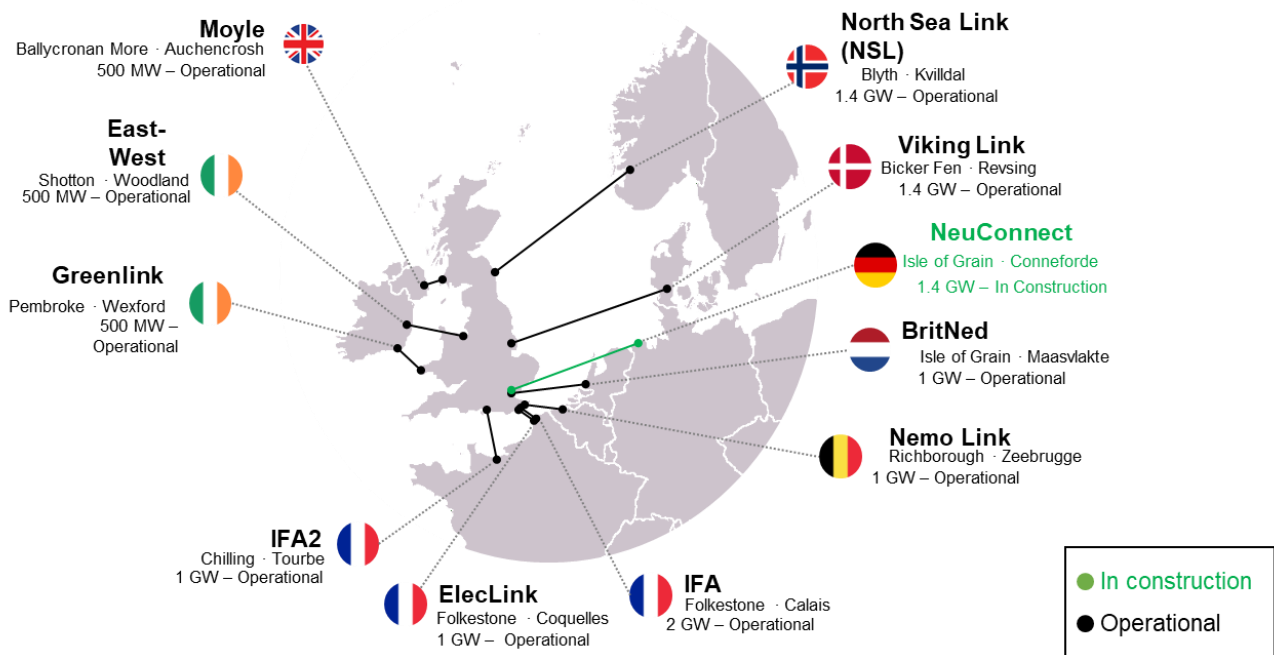 Moyle
Ballycronan More · Auchencrosh
500 MW – Operational
North Sea Link
(NSL)
Blyth · Kvilldal
1.4 GW – Operational
East-
West
Shotton · Woodland
500 MW – Operational
Viking Link
Bicker Fen · Revsing
1.4 GW – Operational
NeuConnect
Isle of Grain · Conneforde
1.4 GW – In Construction
Greenlink
Pembroke · Wexford
500 MW –
Operational
BritNed
Isle of Grain · Maasvlakte
1 GW – Operational
Nemo Link
Richborough · Zeebrugge
1 GW – Operational
IFA2
Chilling · Tourbe
1 GW – Operational
ElecLink
Folkestone · Coquelles
1 GW – Operational
IFA
Folkestone · Calais
2 GW – Operational
In construction
Operational